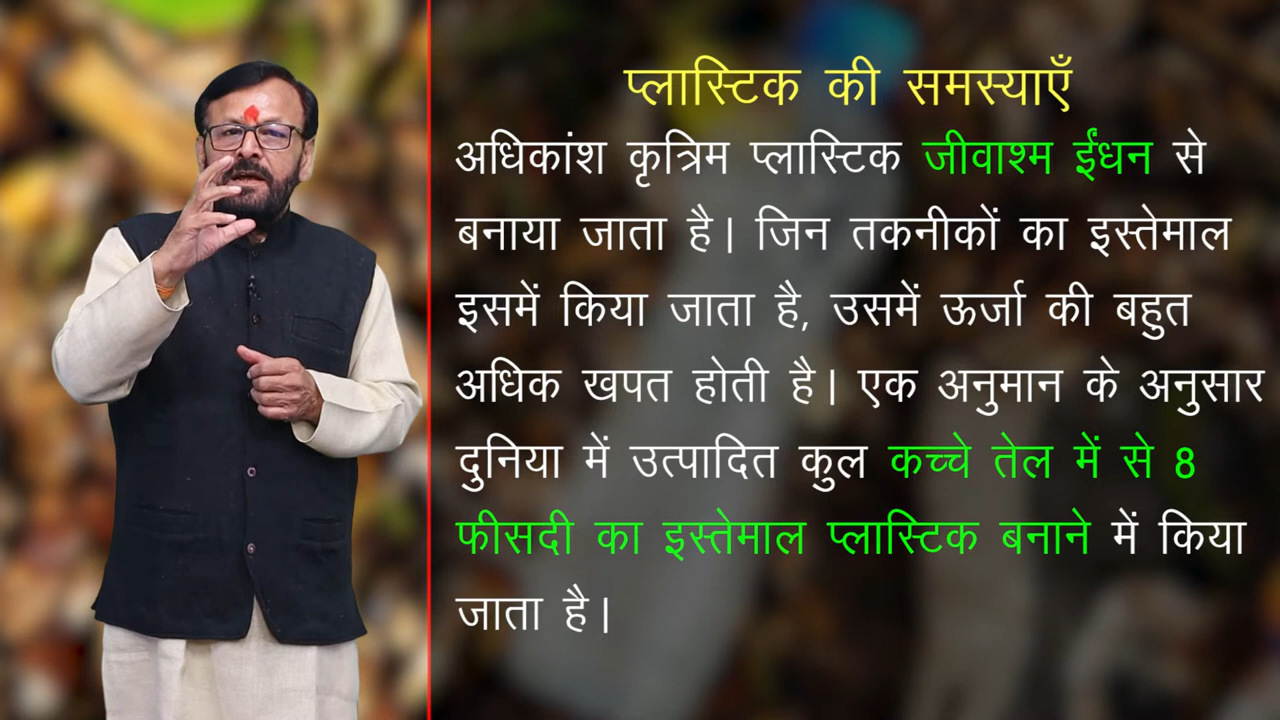 प्लास्टिक की समस्याएँ
अधिकांश कृत्रिम प्लास्टिक जीवाश्म ईंधन से
बनाया जाता है। जिन तकनीकों का इस्तेमाल
इसमें किया जाता है, उसमें ऊर्जा की बहुत
अधिक खपत होती है। एक अनुमान के अनुसार
दुनिया में उत्पादित कुल कच्चे तेल में से 8
फीसदी का इस्तेमाल प्लास्टिक बनाने में किया
जाता है।